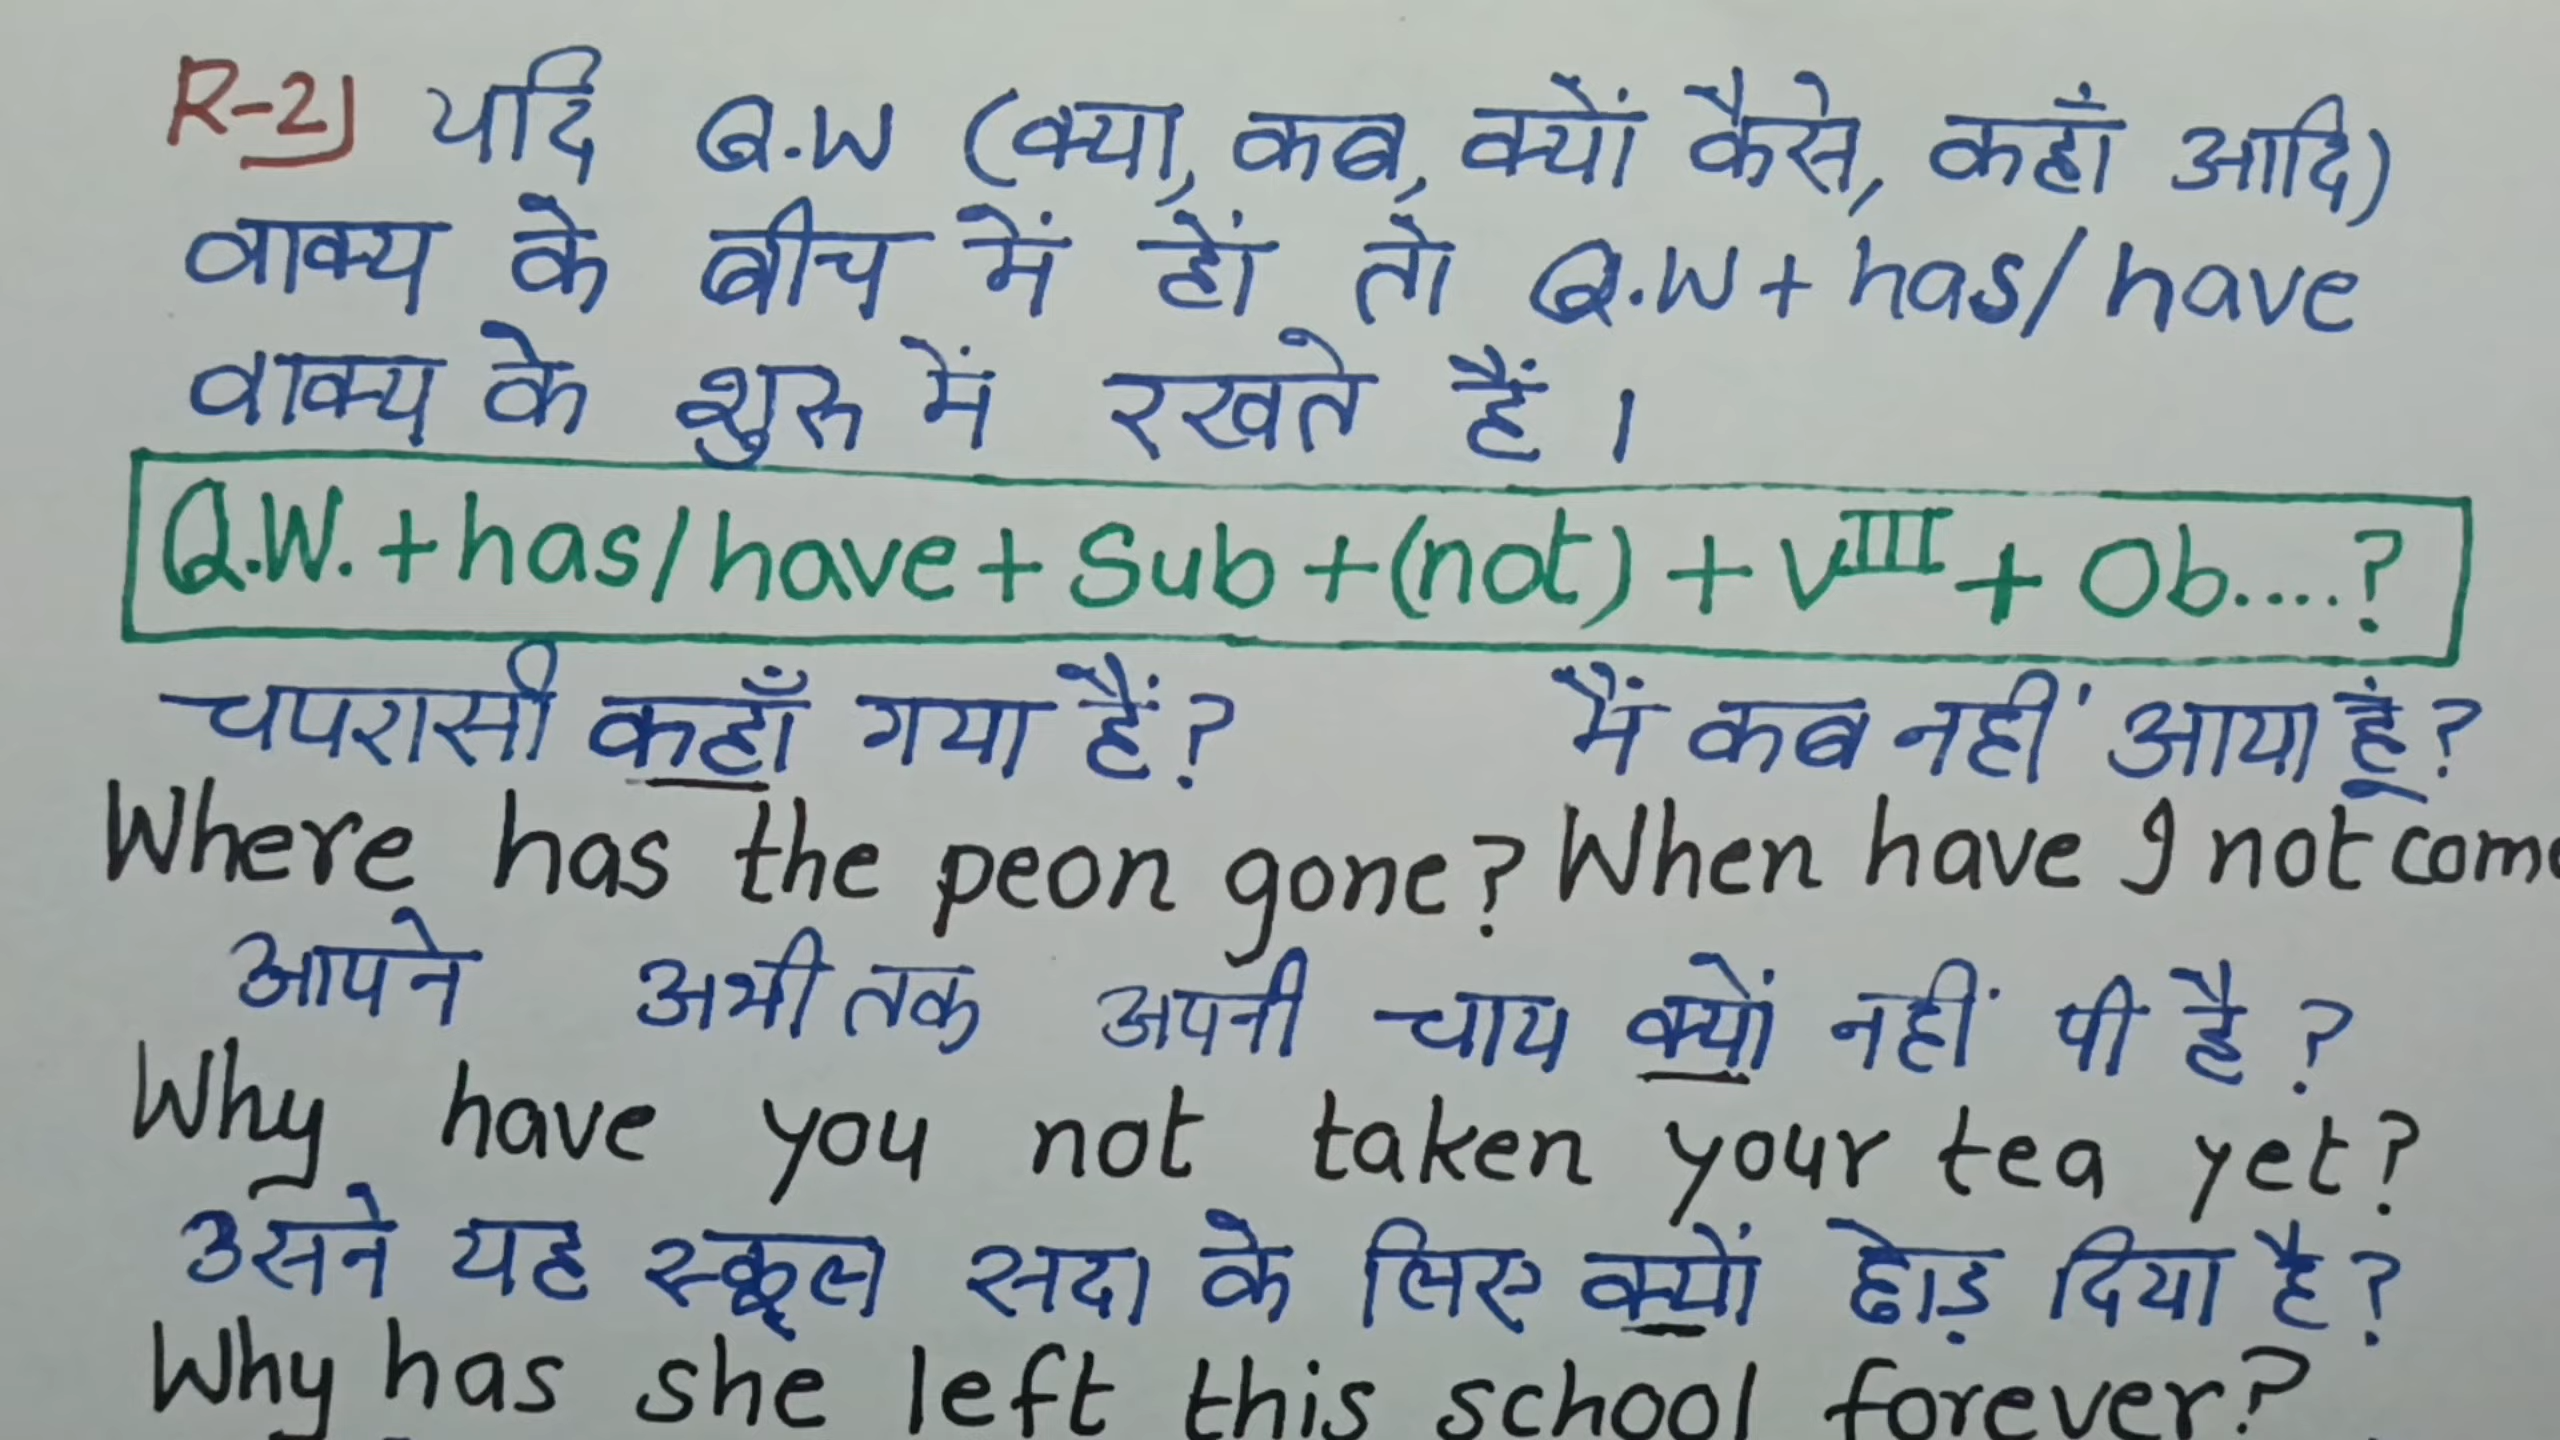 R-2) यदि Q.W (क्या, कब, क्यों कैसे, कहाँ आदि)
वाक्य के बीच में हों तो Q.W + has/have
वाक्य के शुरु में रखते हैं ।
Q.W. + has/have + Sub + (not) + VIII + Ob....?
चपरासी कहाँ गया हैं? मैं कब नहीं आया हूं?
Where has the peon gone? When have I not come
आपने अभी तक अपनी चाय क्यों नहीं पी है ?
Why have you not taken your tea yet?
उसने यह स्कूल सदा के लिए क्यों छोड़ दिया है?
Why has she left this school forever?